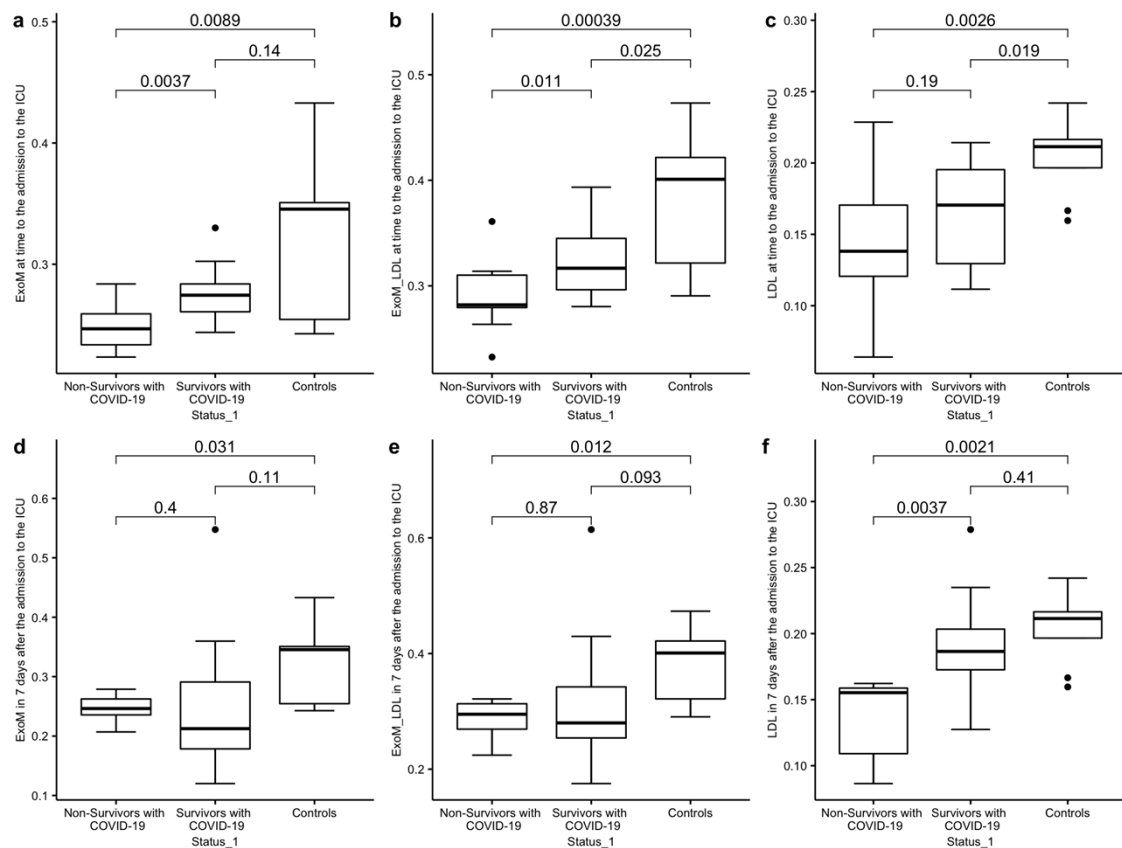 a
ExoM at time to the admission to the ICU
0.5
0.4
0.3
0.0089
0.14
0.0037
Non-Survivors with
COVID-19
Survivors with
COVID-19
Controls
Status_1
b
ExoM_LDL at time to the admission to the ICU
0.5
0.4
0.3
0.00039
0.025
0.011
Non-Survivors with
COVID-19
Survivors with
COVID-19
Controls
Status_1
c
LDL at time to the admission to the ICU
0.30
0.25
0.20
0.15
0.10
0.0026
0.019
0.19
Non-Survivors with
COVID-19
Survivors with
COVID-19
Controls
Status_1
d
ExoM in 7 days after the admission to the ICU
0.6
0.5
0.4
0.3
0.2
0.1
0.031
0.11
0.4
Non-Survivors with
COVID-19
Survivors with
COVID-19
Controls
Status_1
e
ExoM_LDL in 7 days after the admission to the ICU
0.6
0.4
0.2
0.012
0.093
0.87
Non-Survivors with
COVID-19
Survivors with
COVID-19
Controls
Status_1
f
LDL in 7 days after the admission to the ICU
0.30
0.25
0.20
0.15
0.10
0.0021
0.41
0.0037
Non-Survivors with
COVID-19
Survivors with
COVID-19
Controls
Status_1